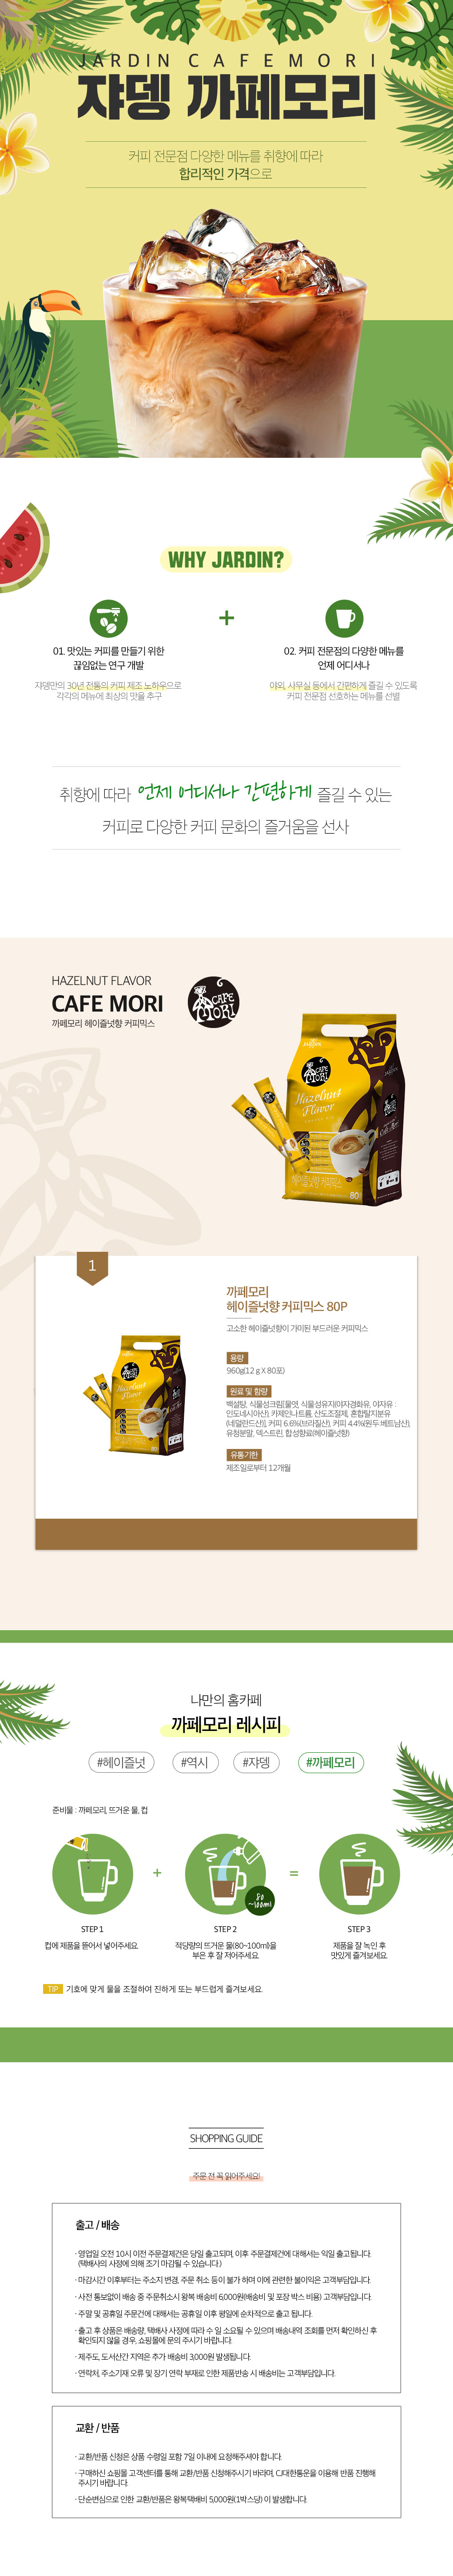 JARDIN CAFEMORI
쟈뎅 까페모리
커피 전문점 다양한 메뉴를 취향에 따라
합리적인 가격으로
WHY JARDIN?
01. 맛있는 커피를 만들기 위한
끊임없는 연구 개발
쟈뎅만의 30년 전통의 커피 제조 노하우으로
각각의 메뉴에 최상의 맛을 추구
+
02. 커피 전문점의 다양한 메뉴를
언제 어디서나
야외, 사무실 등에서 간편하게 즐길 수 있도록
커피 전문점 선호하는 메뉴를 선별
취향에 따라 언제 어디서나 간편하게 즐길 수 있는
커피로 다양한 커피 문화의 즐거움을 선사
HAZELNUT FLAVOR
CAFE MORI
까페모리 헤이즐넛향 커피믹스
CAFE
MORI
JARDIN
CAFE
MORI
Hazelnut
Flavor
헤이즐넛향 커피믹스
80
1
까페모리
헤이즐넛향 커피믹스 80P
고소한 헤이즐넛향이 가미된 부드러운 커피믹스
용량
960g(12 g X 80포)
원료 및 함량
백설탕, 식물성크림[물엿, 식물성유지(야자경화유, 야자유 :
인도네시아산), 카제인나트륨, 산도조절제, 혼합탈지분유
(네덜란드산)], 커피 6.6%(브라질산), 커피 4.4%(원두:베트남산),
유청분말, 덱스트린, 합성향료(헤이즐넛향)
유통기한
제조일로부터 12개월
Hazelnut
Flavor
80
나만의 홈카페
까페모리 레시피
#헤이즐넛 #역시 #쟈뎅 #까페모리
준비물 : 까페모리, 뜨거운 물, 컵
+
80
~100ml
=
STEP 1
컵에 제품을 뜯어서 넣어주세요.
STEP 2
적당량의 뜨거운 물(80~100ml)을
부은 후 잘 저어주세요.
STEP 3
제품을 잘 녹인 후
맛있게 즐겨보세요.
TIP 기호에 맞게 물을 조절하여 진하게 또는 부드럽게 즐겨보세요.
SHOPPING GUIDE
주문 전 꼭 읽어주세요!
출고 / 배송
· 영업일 오전 10시 이전 주문결제건은 당일 출고되며, 이후 주문결제건에 대해서는 익일 출고됩니다.
(택배사의 사정에 의해 조기 마감될 수 있습니다.)
· 마감시간 이후부터는 주소지 변경, 주문 취소 등이 불가 하며 이에 관련한 불이익은 고객부담입니다.
· 사전 통보없이 배송 중 주문취소시 왕복 배송비 6,000원(배송비 및 포장 박스 비용) 고객부담입니다.
· 주말 및 공휴일 주문건에 대해서는 공휴일 이후 평일에 순차적으로 출고 됩니다.
· 출고 후 상품은 배송량, 택배사 사정에 따라 수 일 소요될 수 있으며 배송내역 조회를 먼저 확인하신 후
확인되지 않을 경우, 쇼핑몰에 문의 주시기 바랍니다.
· 제주도, 도서산간 지역은 추가 배송비 3,000원 발생됩니다.
· 연락처, 주소기재 오류 및 장기 연락 부재로 인한 제품반송 시 배송비는 고객부담입니다.
교환 / 반품
· 교환/반품 신청은 상품 수령일 포함 7일 이내에 요청해주셔야 합니다.
· 구매하신 쇼핑몰 고객센터를 통해 교환/반품 신청해주시기 바라며, CJ대한통운을 이용해 반품 진행해
주시기 바랍니다.
· 단순변심으로 인한 교환/반품은 왕복택배비 5,000원(1박스당) 이 발생합니다.